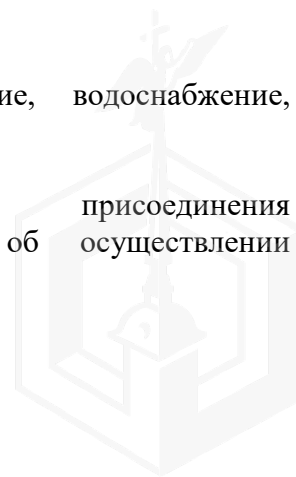 ие, водоснабжение,
присоединения
об осуществлении